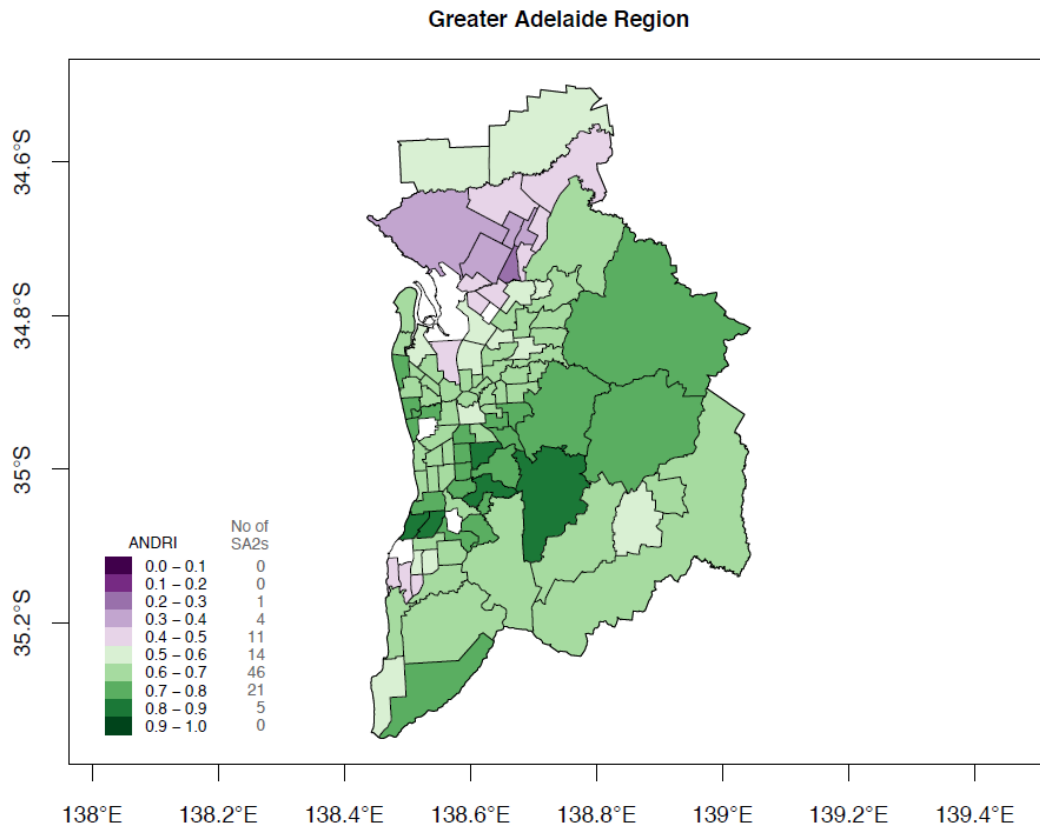 Greater Adelaide Region
34.6°S
34.8°S
35°S
35.2°S
ANDRI
No of
SA2s
0.0 – 0.1 0
0.1 – 0.2 0
0.2 – 0.3 1
0.3 – 0.4 4
0.4 – 0.5 11
0.5 – 0.6 14
0.6 – 0.7 46
0.7 – 0.8 21
0.8 – 0.9 5
0.9 – 1.0 0
138°E 138.2°E 138.4°E 138.6°E 138.8°E 139°E 139.2°E 139.4°E